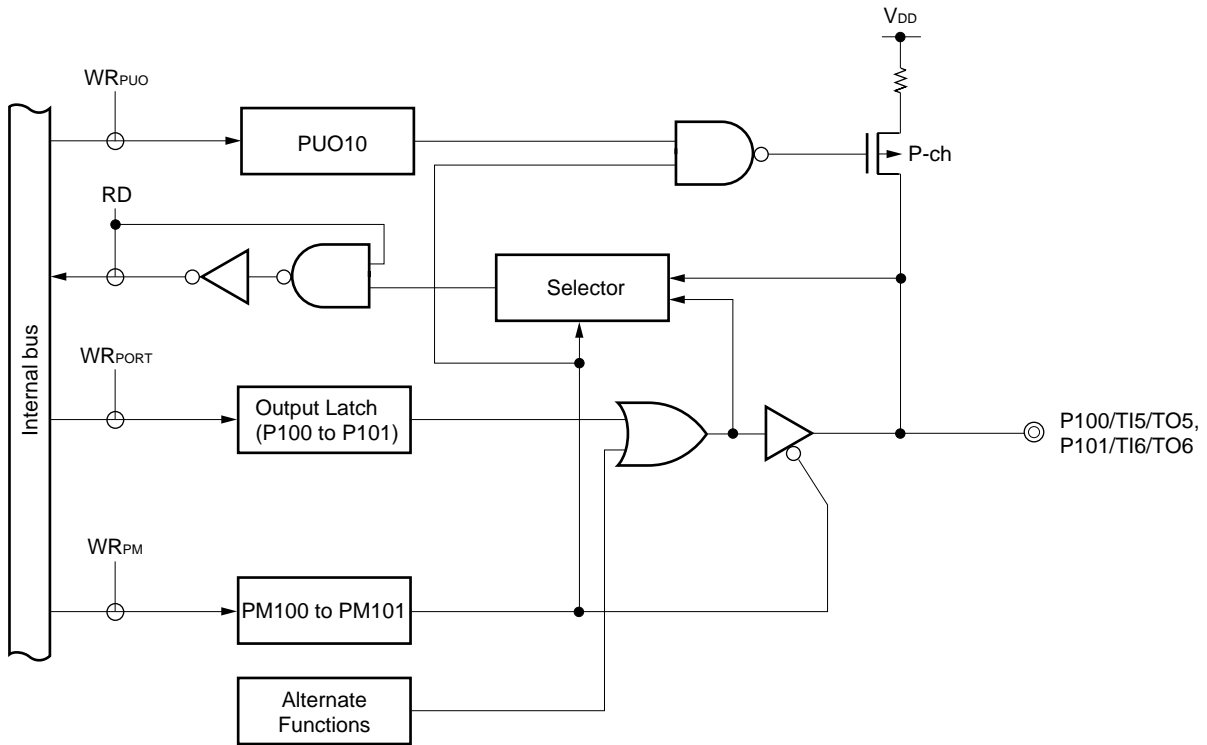 VDD
WRPUO
PUO10
P-ch
RD
Selector
Internal bus
WRPORT
Output Latch
(P100 to P101)
P100/TI5/TO5,
P101/TI6/TO6
WRPM
PM100 to PM101
Alternate
Functions